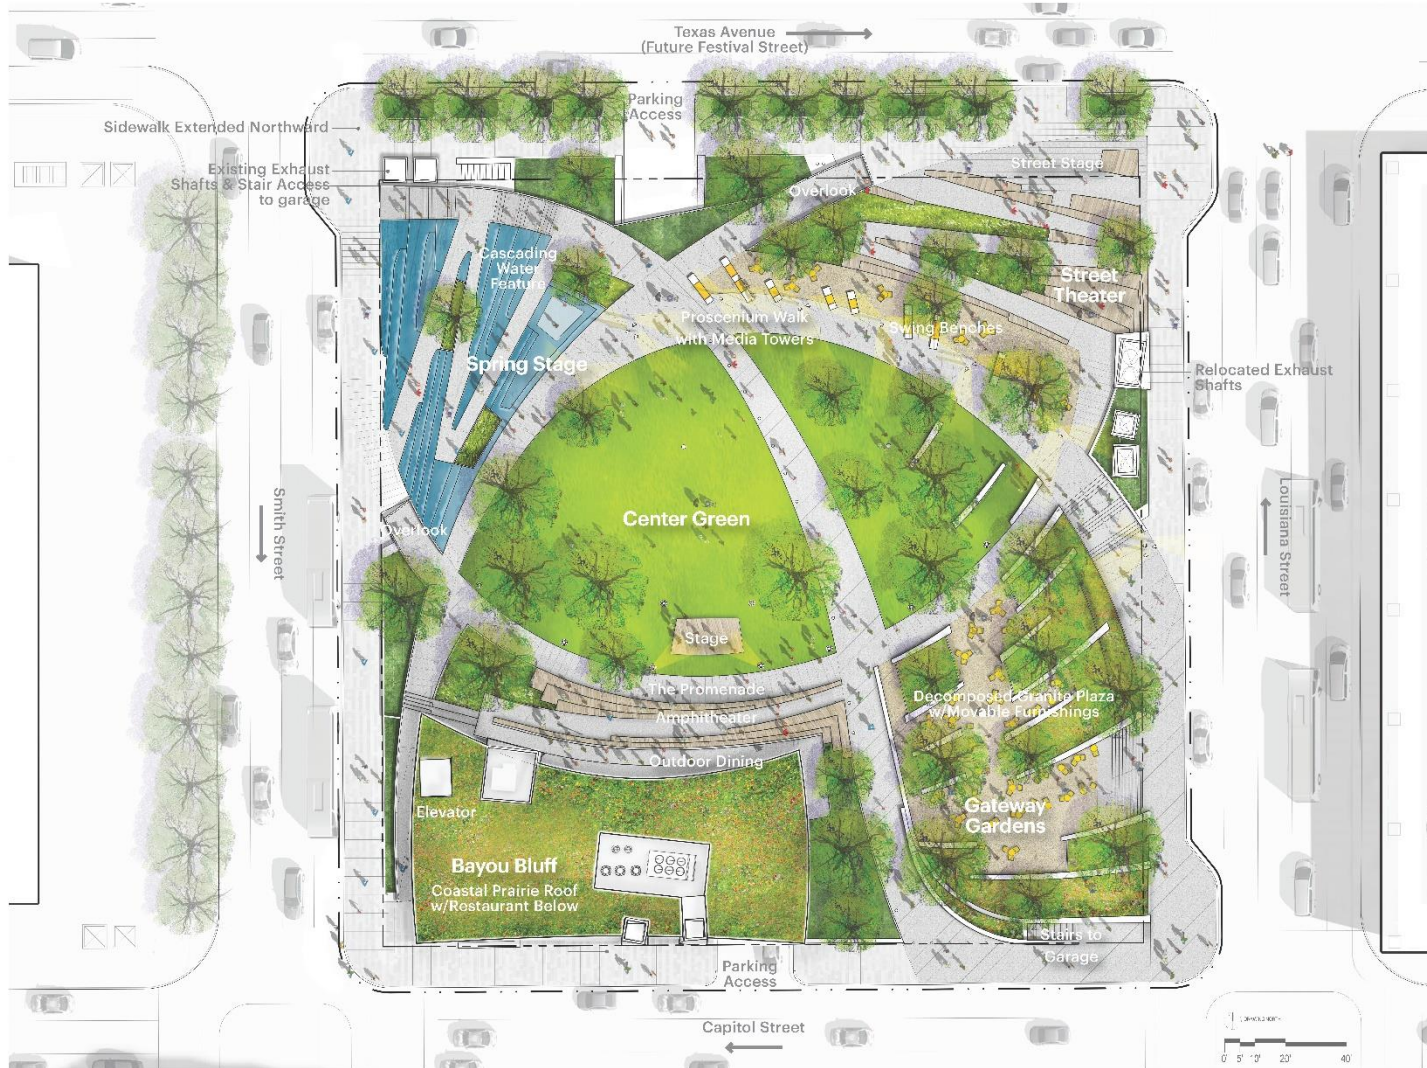 Texas Avenue
(Future Festival Street)
Parking
Access
Sidewalk Extended Northward
Existing Exhaust
Shafts & Stair Access
to garage
Street Stage
Overlook
Cascading
Water
Feature
Street
Theater
Proscenium Walk
with Media Towers
Swing Benches
Spring Stage
Relocated Exhaust
Shafts
Smith Street
Louisiana Street
Center Green
Overlook
Stage
The Promenade
Amphitheater
Outdoor Dining
Decomposed Granite Plaza
w/Movable Furnishings
Elevator
Gateway
Gardens
Bayou Bluff
Coastal Prairie Roof
w/Restaurant Below
Stairs to
Garage
Parking
Access
Capitol Street
0' 5' 10' 20' 40'